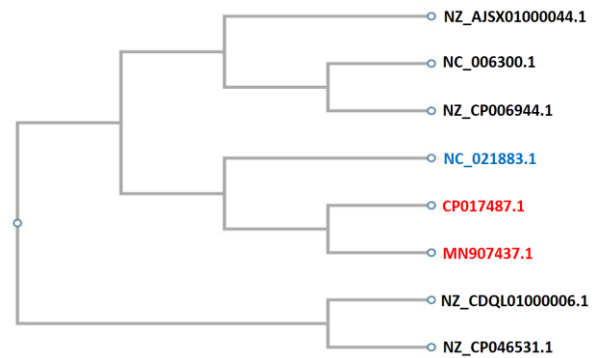 NZ_AJSX01000044.1
NC_006300.1
NZ_CP006944.1
NC_021883.1
CP017487.1
MN907437.1
NZ_CDQL01000006.1
NZ_CP046531.1